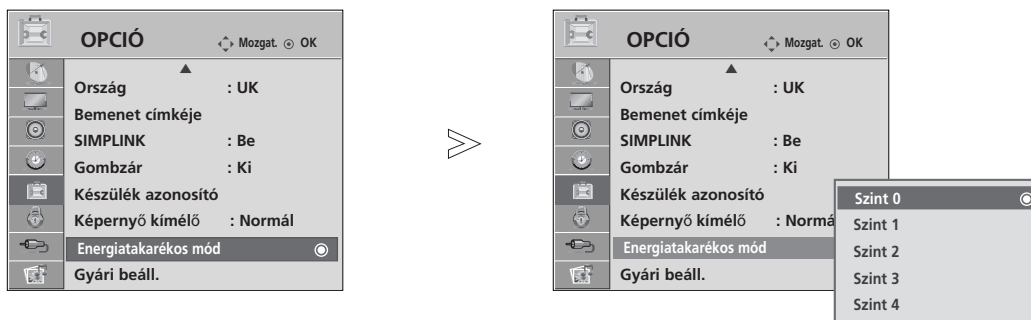 OPCIÓ Mozgat. OK
Ország : UK
Bemenet címkéje
SIMPLINK : Be
Gombzár : Ki
Készülék azonosító
Képernyő kímélő : Normál
Energiatakarékos mód
Gyári beáll.
OPCIÓ Mozgat. OK
Ország : UK
Bemenet címkéje
SIMPLINK : Be
Gombzár : Ki
Készülék azonosító
Képernyő kímélő : Normá
Energiatakarékos mód
Gyári beáll.
Szint 0
Szint 1
Szint 2
Szint 3
Szint 4